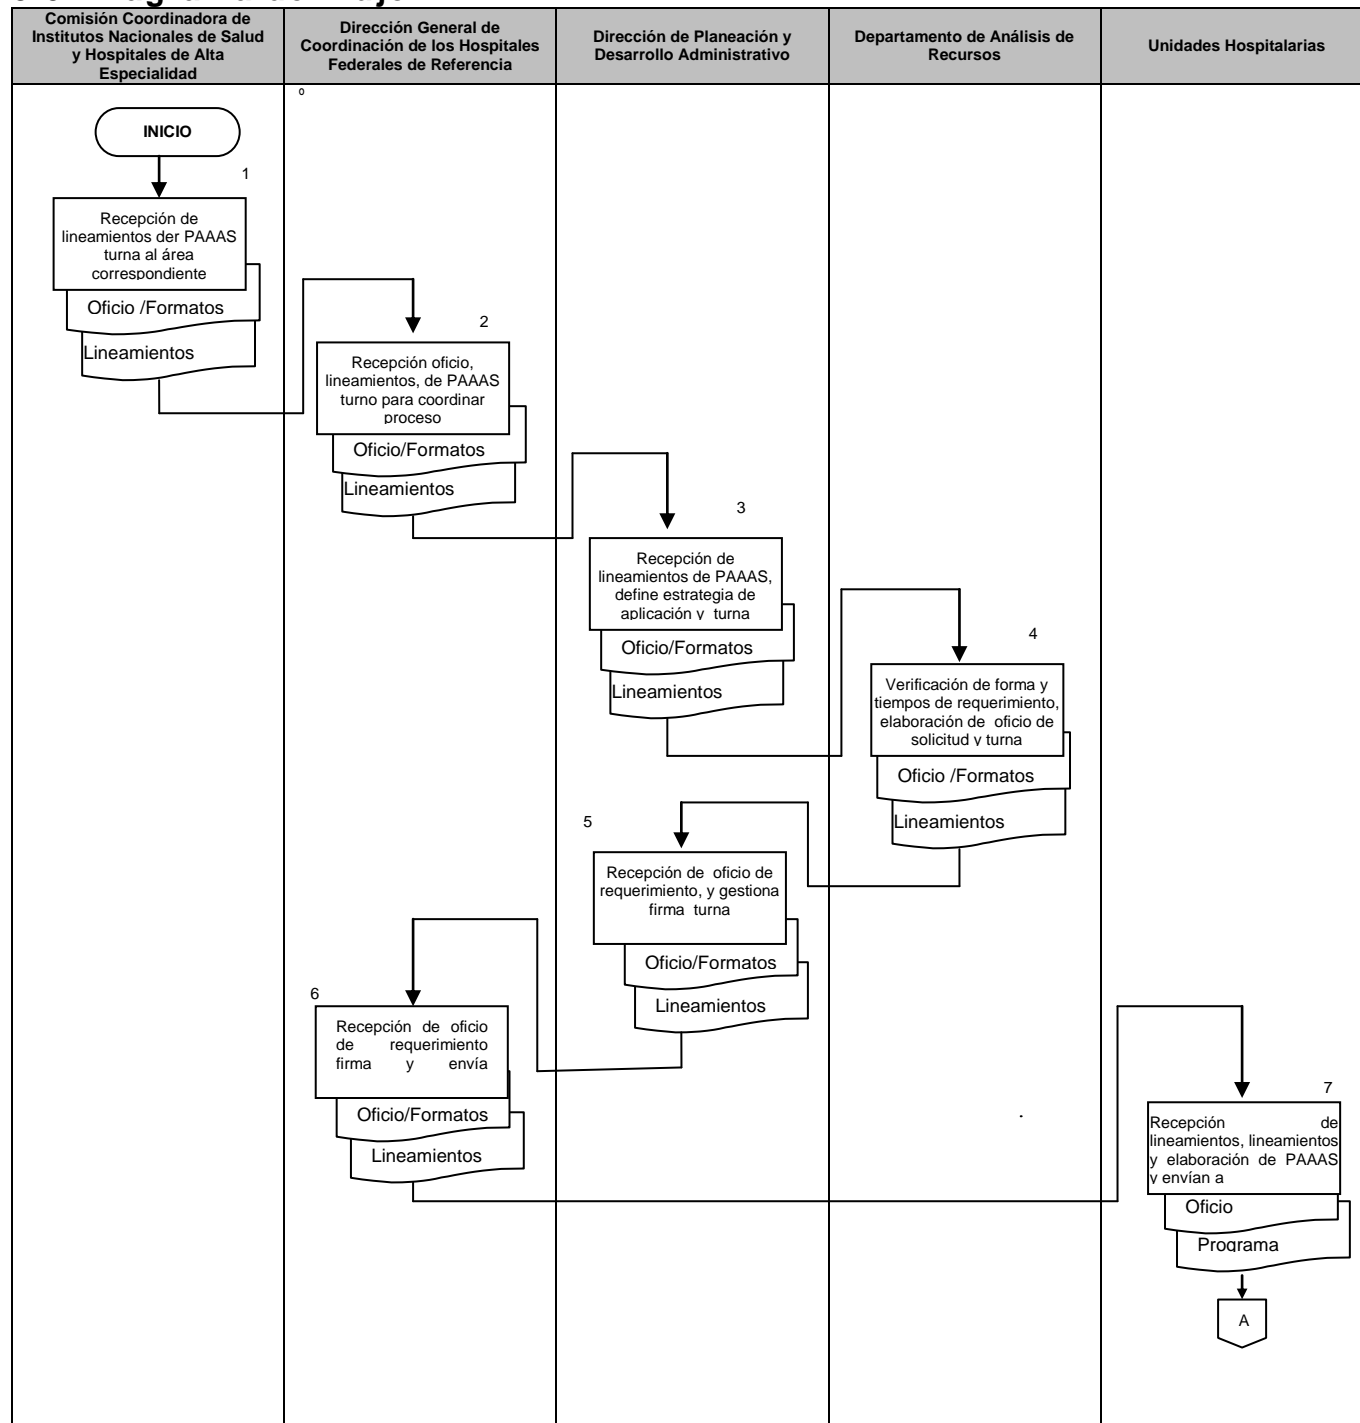 Comisión Coordinadora de
Institutos Nacionales de Salud
y Hospitales de Alta
Especialidad
Dirección General de
Coordinación de los Hospitales
Federales de Referencia
Dirección de Planeación y
Desarrollo Administrativo
Departamento de Análisis de
Recursos
Unidades Hospitalarias
o
INICIO
1
Recepción de
lineamientos der PAAAS
turna al área
correspondiente
Oficio /Formatos
Lineamientos
2
Recepción oficio,
lineamientos, de PAAAS
turno para coordinar
proceso
Oficio/Formatos
Lineamientos
3
Recepción de
lineamientos de PAAAS,
define estrategia de
aplicación y turna
Oficio/Formatos
Lineamientos
4
Verificación de forma y
tiempos de requerimiento,
elaboración de oficio de
solicitud y turna
Oficio /Formatos
Lineamientos
5
Recepción de oficio de
requerimiento, y gestiona
firma turna
Oficio/Formatos
Lineamientos
6
Recepción de oficio
de requerimiento
firma y envía
Oficio/Formatos
Lineamientos
.
7
Recepción de
lineamientos, lineamientos
y elaboración de PAAAS
y envían a
Oficio
Programa
A